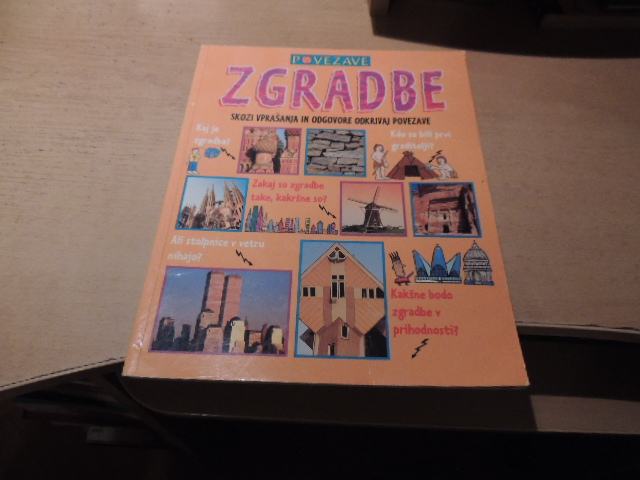 POVEZAVE
ZGRADBE
SKOZI VPRAŠANJA IN ODGOVORE ODKRIVAJ POVEZAVE
Kaj je
zgradba?
Kdo so bili prvi
graditelji?
Zakaj so zgradbe
take, kakršne so?
Ali stolpnice v vetru
nihajo?
Kakšne bodo
zgradbe v
prihodnosti?